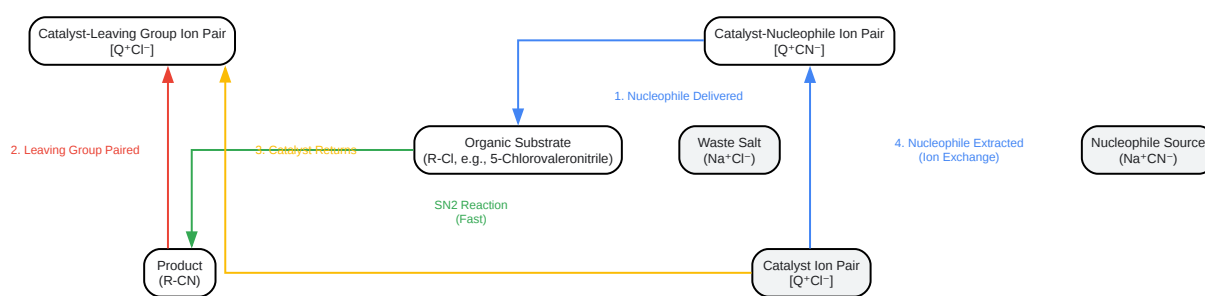 Catalyst-Leaving Group Ion Pair
[Q⁺Cl⁻]
Catalyst-Nucleophile Ion Pair
[Q⁺CN⁻]
1. Nucleophile Delivered
2. Leaving Group Paired
3. Catalyst Returns
Organic Substrate
(R-Cl, e.g., 5-Chlorovaleronitrile)
Waste Salt
(Na⁺Cl⁻)
4. Nucleophile Extracted
(Ion Exchange)
Nucleophile Source
(Na⁺CN⁻)
SN2 Reaction
(Fast)
Product
(R-CN)
Catalyst Ion Pair
[Q⁺Cl⁻]